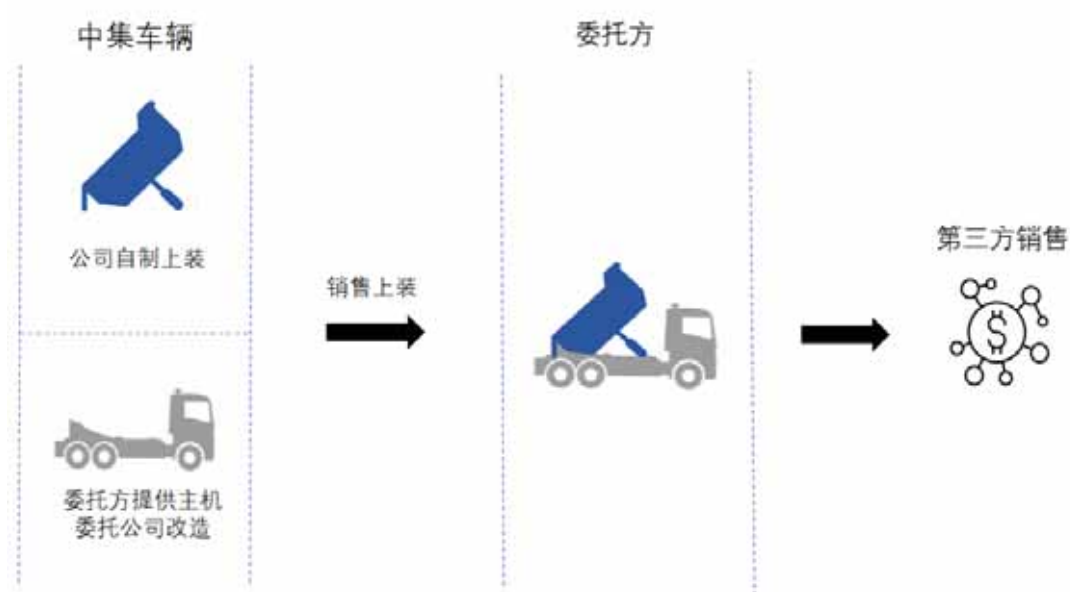 中集车辆
委托方
公司自制上装
销售上装
第三方销售
委托方提供主机
委托公司改造